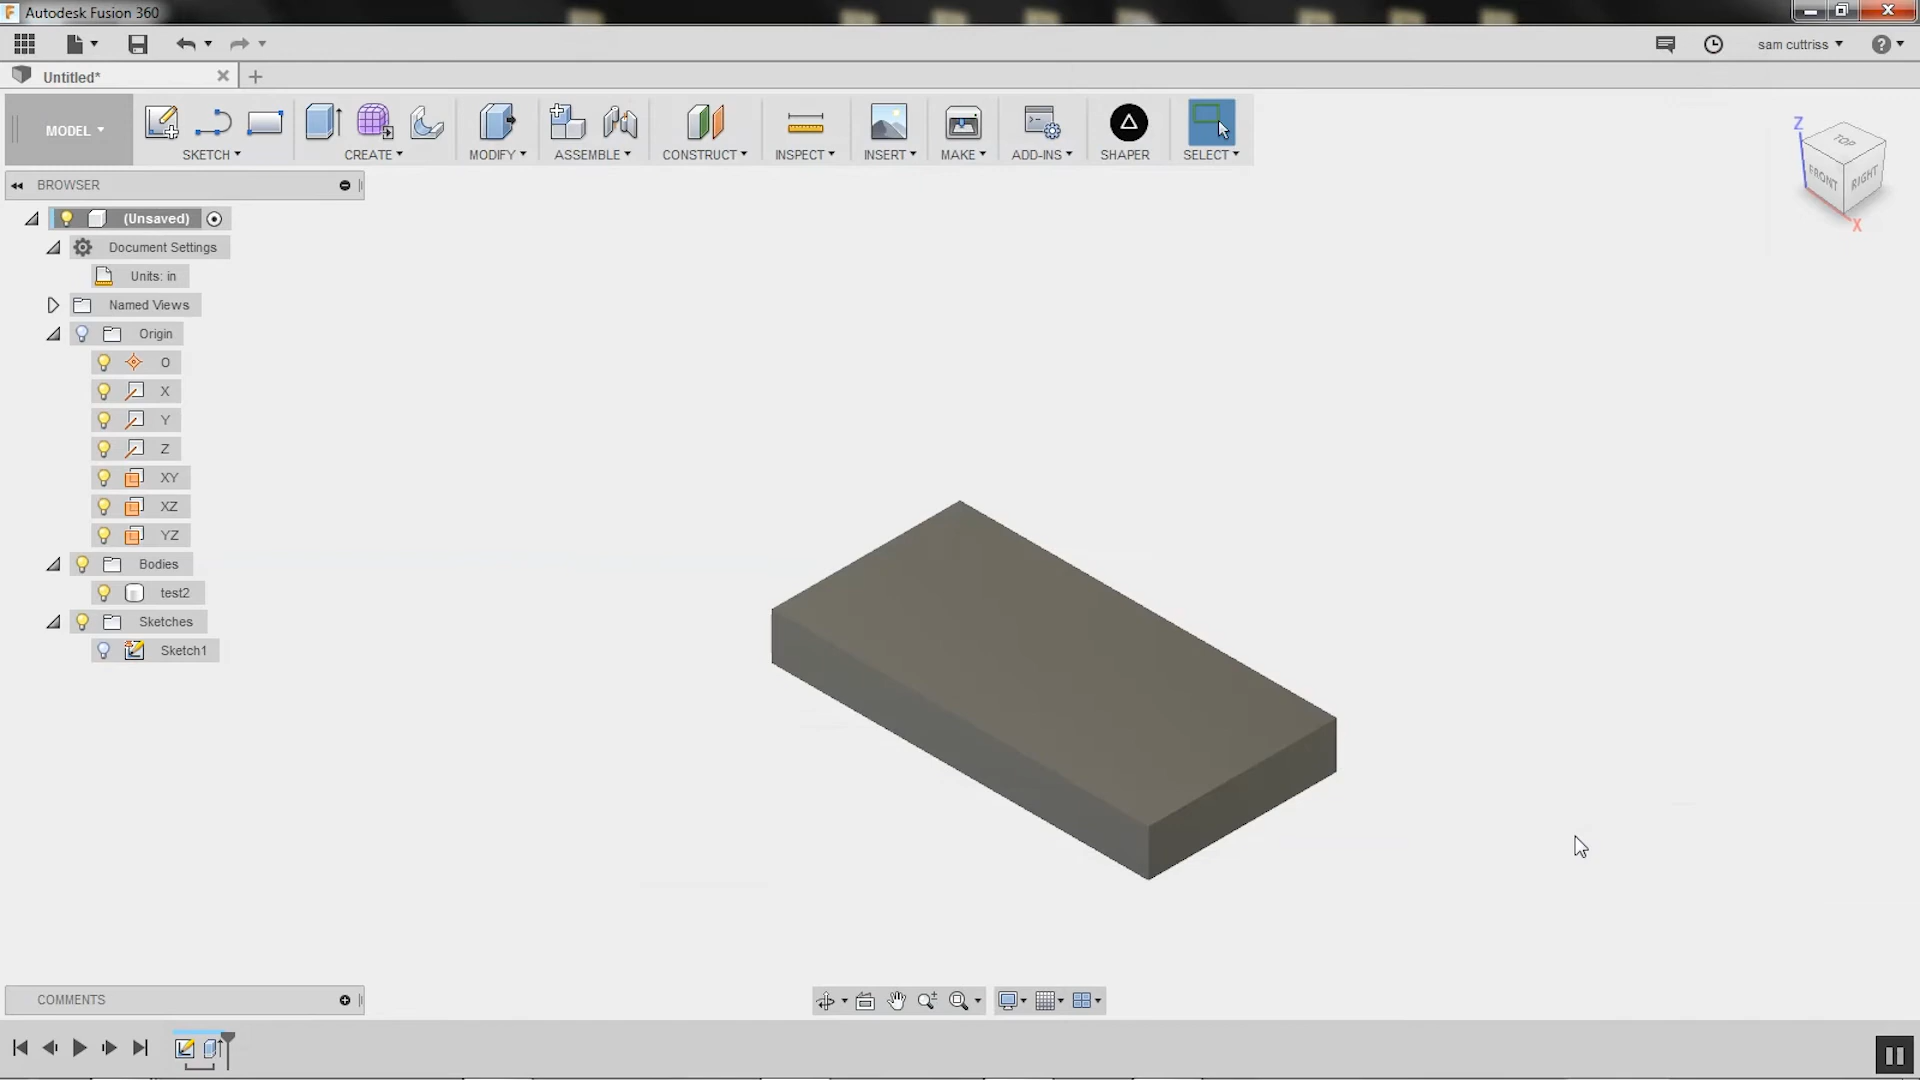 Autodesk Fusion 360
sam cuttriss
Untitled*
MODEL
SKETCH
CREATE
MODIFY
ASSEMBLE
CONSTRUCT
INSPECT
INSERT
MAKE
ADD-INS
SHAPER
SELECT
Z
TOP
FRONT
RIGHT
X
BROWSER
(Unsaved)
Document Settings
Units: in
Named Views
Origin
O
X
Y
Z
XY
XZ
YZ
Bodies
test2
Sketches
Sketch1
COMMENTS